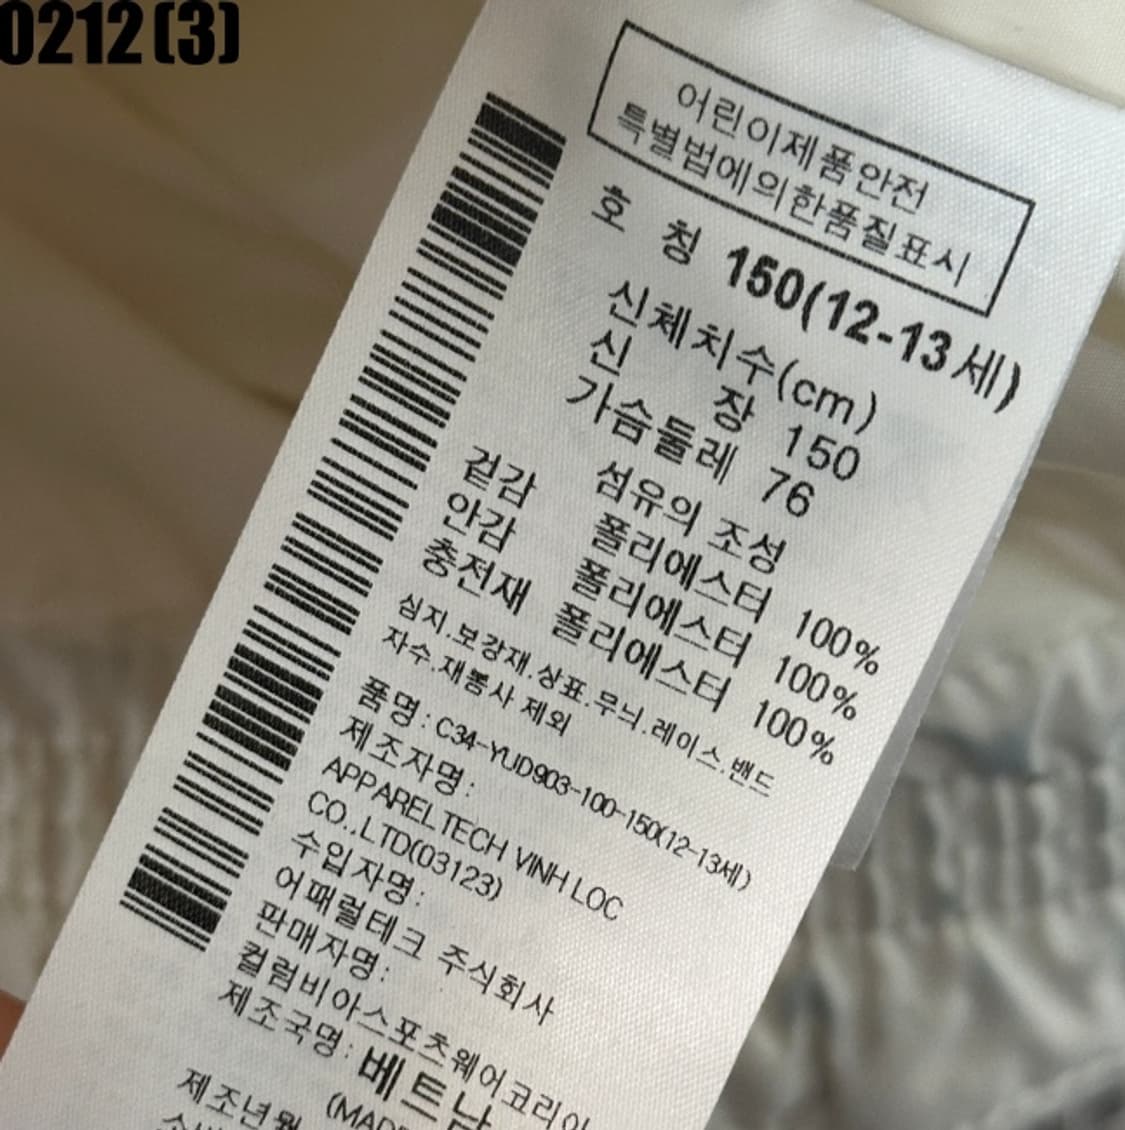 0212(3)
어린이제품안전
특별법에의한품질표시
호 칭 150(12-13세)
신체치수(cm)
신 장 150
가슴둘레 76
섬유의 조성
겉감 폴리에스터 100%
안감 폴리에스터 100%
충전재 폴리에스터 100%
심지.보강재.상표.무늬.레이스.밴드
자수.재봉사 제외
품명: C34-YUD903-100-150(12-13세)
제조자명:
APPARELTECH VINH LOC
CO.,LTD(03123)
수입자명:
어패럴테크 주식회사
판매자명:
컬럼비아스포츠웨어코리아
제조국명: 베트남
(MADE
제조년월